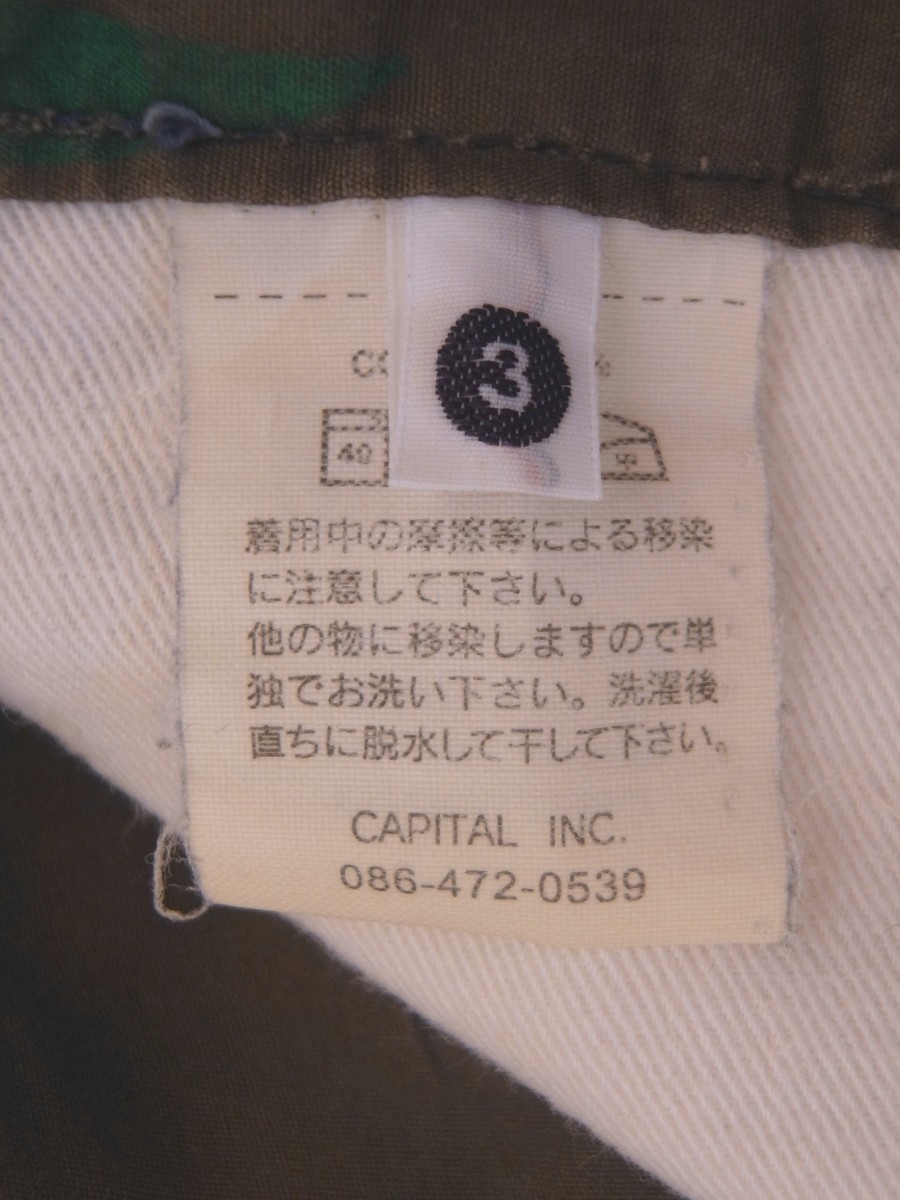 3
40
着用中の摩擦等による移染
に注意して下さい。
他の物に移染しますので単
独でお洗い下さい。洗濯後
直ちに脱水して干して下さい。
CAPITAL INC.
086-472-0539